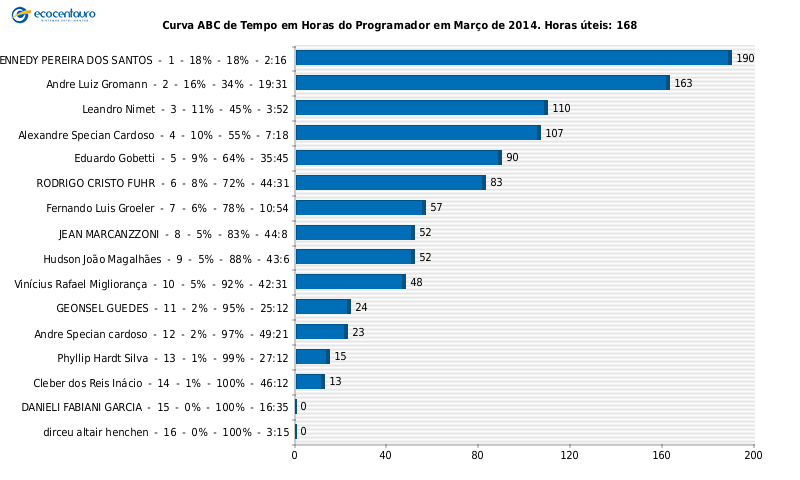 ecocentauro
Curva ABC de Tempo em Horas do Programador em Março de 2014. Horas úteis: 168
ENNEDY PEREIRA DOS SANTOS - 1 - 18% - 18% - 2:16 190
Andre Luiz Gromann - 2 - 16% - 34% - 19:31 163
Leandro Nimet - 3 - 11% - 45% - 3:52 110
Alexandre Specian Cardoso - 4 - 10% - 55% - 7:18 107
Eduardo Gobetti - 5 - 9% - 64% - 35:45 90
RODRIGO CRISTO FUHR - 6 - 8% - 72% - 44:31 83
Fernando Luis Groeler - 7 - 6% - 78% - 10:54 57
JEAN MARCANZZONI - 8 - 5% - 83% - 44:8 52
Hudson João Magalhães - 9 - 5% - 88% - 43:6 52
Vinícius Rafael Migliorança - 10 - 5% - 92% - 42:31 48
GEONSEL GUEDES - 11 - 2% - 95% - 25:12 24
Andre Specian cardoso - 12 - 2% - 97% - 49:21 23
Phyllip Hardt Silva - 13 - 1% - 99% - 27:12 15
Cleber dos Reis Inácio - 14 - 1% - 100% - 46:12 13
DANIELI FABIANI GARCIA - 15 - 0% - 100% - 16:35 0
dirceu altair henchen - 16 - 0% - 100% - 3:15 0
0 40 80 120 160 200